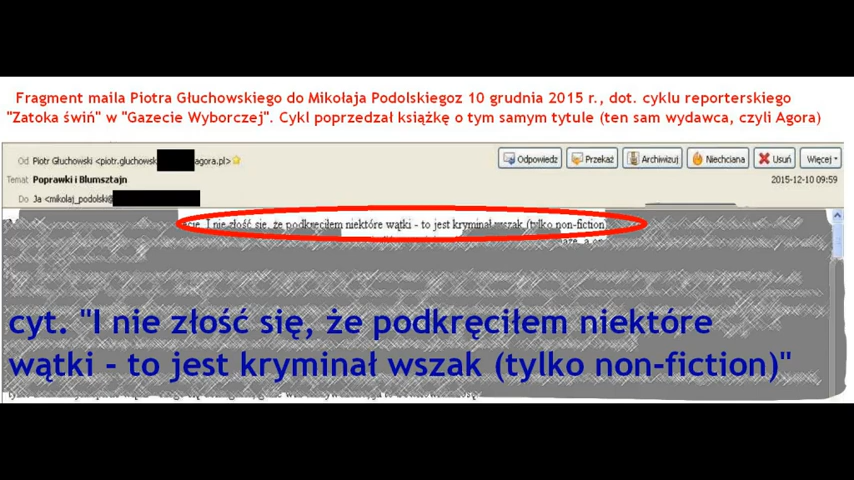 Fragment maila Piotra Głuchowskiego do Mikołaja Podolskiegoz 10 grudnia 2015 r., dot. cyklu reporterskiego
"Zatoka świń" w "Gazecie Wyborczej". Cykl poprzedzał książkę o tym samym tytule (ten sam wydawca, czyli Agora)
Od Piotr Głuchowski <piotr.gluchowsk agora.pl> Odpowiedz Przekaż Archiwizuj Niechciana Usuń Więcej
Temat Poprawki i Blumsztajn 2015-12-10 09:59
Do Ja <mikolaj_podolski@
I nie złość się, że podkręciłem niektóre wątki - to jest kryminał wszak (tylko non-fiction
cyt. "I nie złość się, że podkręciłem niektóre
wątki - to jest kryminał wszak (tylko non-fiction)"